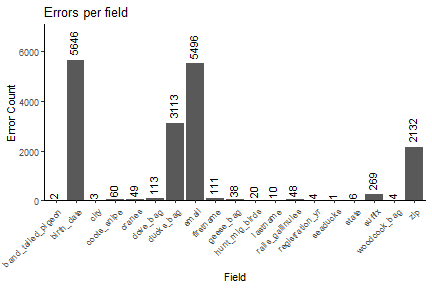 Errors per field
Error Count
6000
4000
2000
0
2
5646
3
60
49
113
3113
5496
111
38
20
10
48
4
1
6
269
4
2132
band_tailed_pigeon
birth_date
city
coots_snipe
cranes
dove_bag
ducks_bag
email
firstname
geese_bag
hunt_mig_birds
lastname
rails_gallinules
registration_yr
seaducks
state
suffix
woodcock_bag
zip
Field